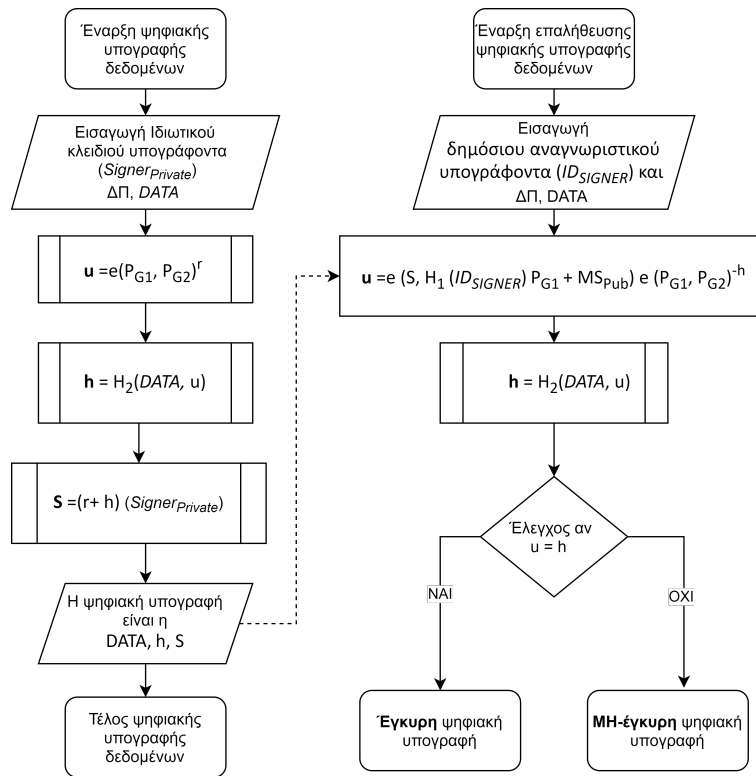 Έναρξη ψηφιακής
υπογραφής
δεδομένων
Εισαγωγή Ιδιωτικού
κλειδιού υπογράφοντα
(Signer_Private)
ΔΠ, DATA
u =e(P_G1, P_G2)^r
h = H_2(DATA, u)
S =(r+ h) (Signer_Private)
Η ψηφιακή υπογραφή
είναι η
DATA, h, S
Τέλος ψηφιακής
υπογραφής
δεδομένων
Έναρξη επαλήθευσης
ψηφιακής υπογραφής
δεδομένων
Εισαγωγή
δημόσιου αναγνωριστικού
υπογράφοντα (ID_SIGNER) και
ΔΠ, DATA
u =e (S, H_1 (ID_SIGNER) P_G1 + MS_Pub) e (P_G1, P_G2)^-h
h = H_2(DATA, u)
Έλεγχος αν
u = h
ΝΑΙ
ΟΧΙ
Έγκυρη ψηφιακή
υπογραφή
ΜΗ-έγκυρη ψηφιακή
υπογραφή